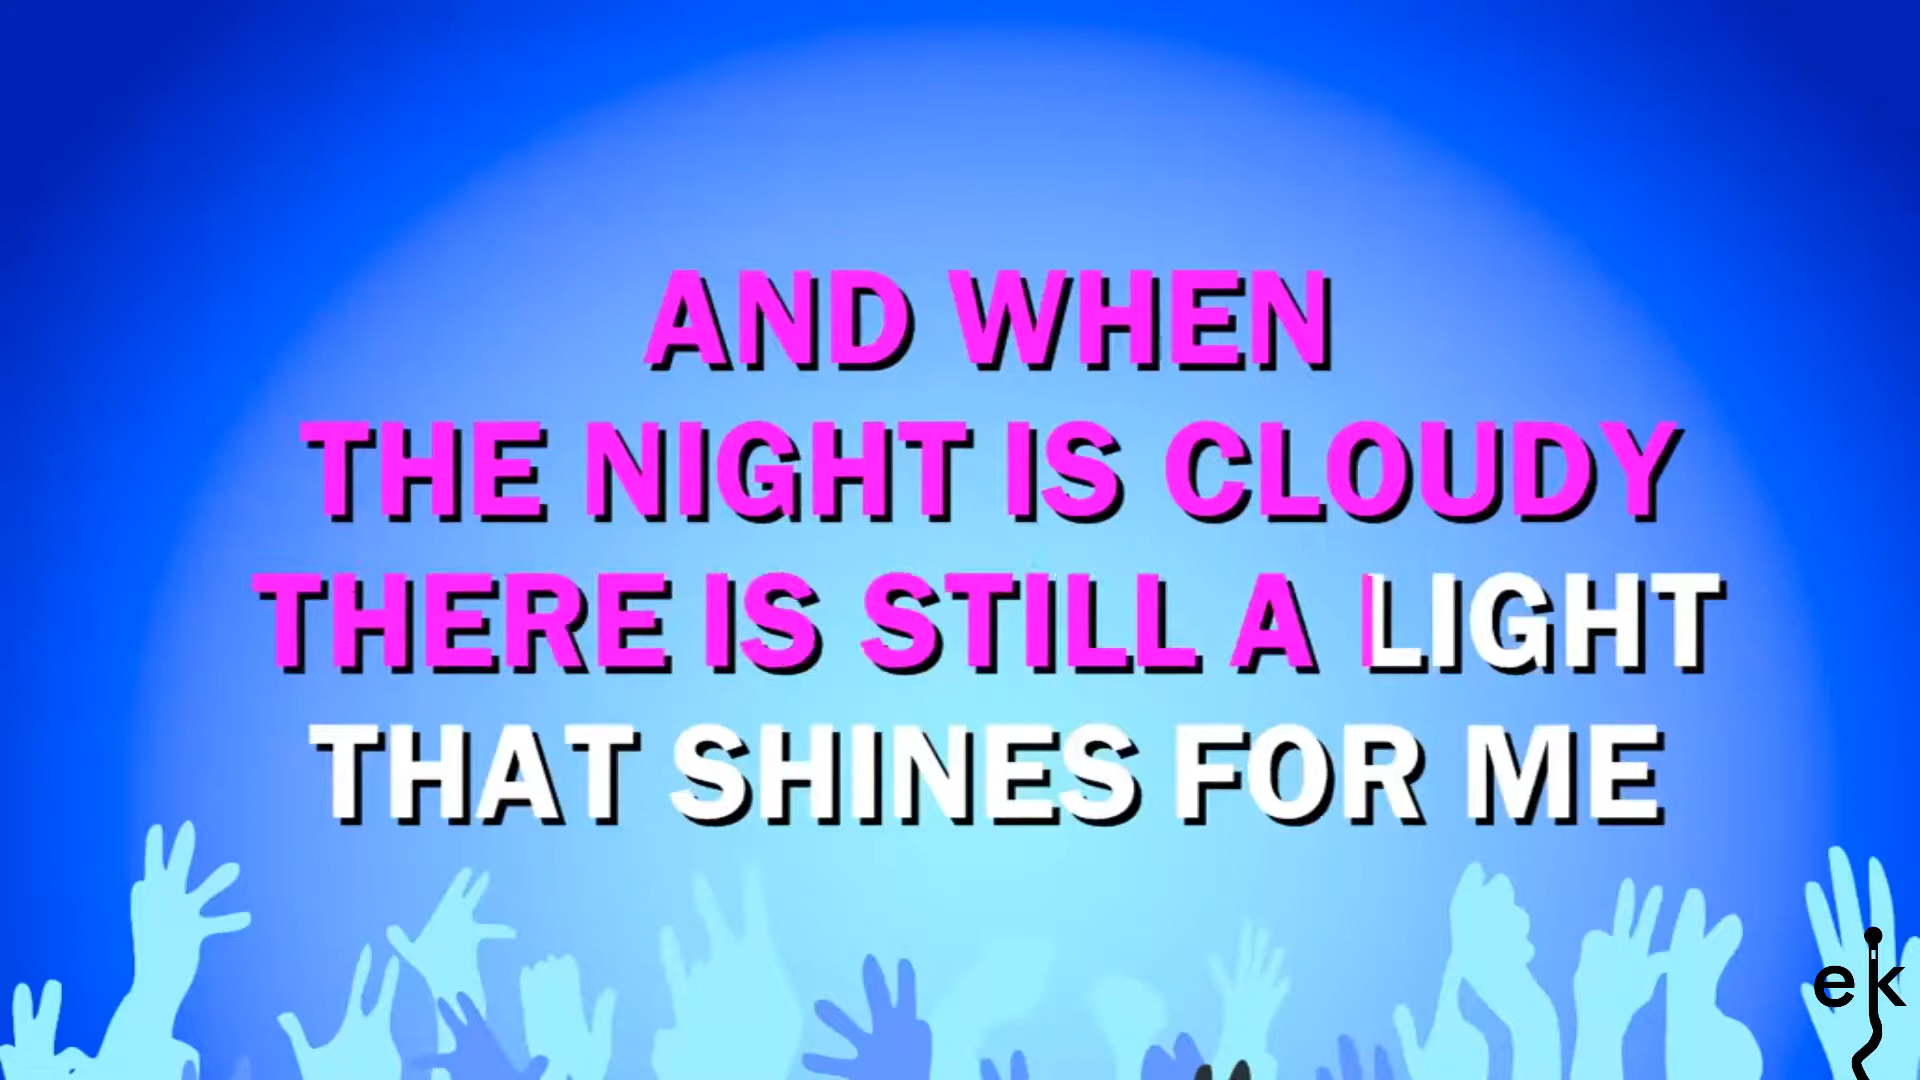 AND WHEN
THE NIGHT IS CLOUDY
THERE IS STILL A LIGHT
THAT SHINES FOR ME
ek